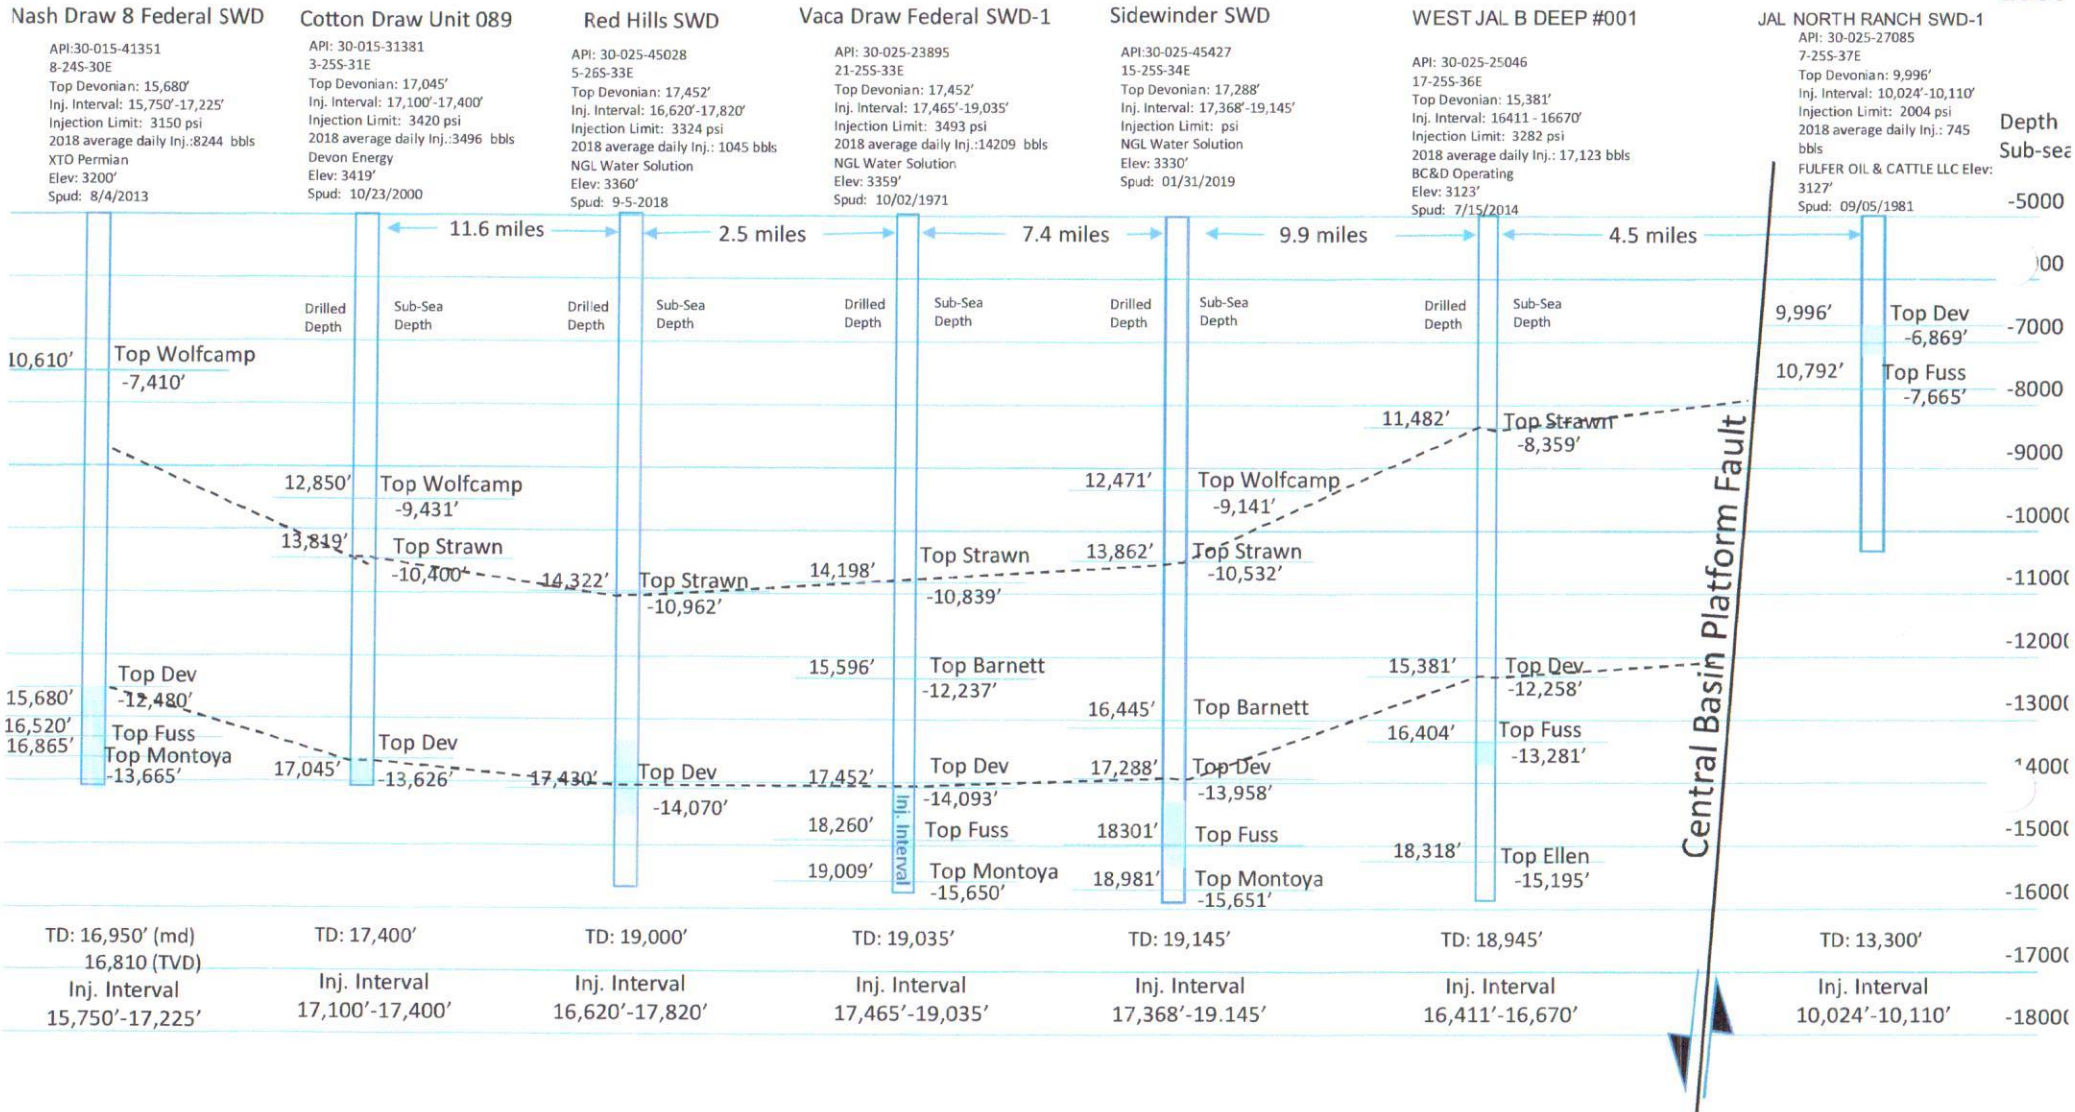 Nash Draw 8 Federal SWD
API:30-015-41351
8-24S-30E
Top Devonian: 15,680’
Inj. Interval: 15,750’-17,225’
Injection Limit: 3150 psi
2018 average daily Inj.:8244 bbls
XTO Permian
Elev: 3200’
Spud: 8/4/2013
Cotton Draw Unit 089
API: 30-015-31381
3-25S-31E
Top Devonian: 17,045’
Inj. Interval: 17,100’-17,400’
Injection Limit: 3420 psi
2018 average daily Inj.:3496 bbls
Devon Energy
Elev: 3419’
Spud: 10/23/2000
Red Hills SWD
API: 30-025-45028
5-26S-33E
Top Devonian: 17,452’
Inj. Interval: 16,620’-17,820’
Injection Limit: 3324 psi
2018 average daily Inj.: 1045 bbls
NGL Water Solution
Elev: 3360’
Spud: 9-5-2018
Vaca Draw Federal SWD-1
API: 30-025-23895
21-25S-33E
Top Devonian: 17,452’
Inj. Interval: 17,465’-19,035’
Injection Limit: 3493 psi
2018 average daily Inj.:14209 bbls
NGL Water Solution
Elev: 3359’
Spud: 10/02/1971
Sidewinder SWD
API:30-025-45427
15-25S-34E
Top Devonian: 17,288’
Inj. Interval: 17,368’-19,145’
Injection Limit: psi
NGL Water Solution
Elev: 3330’
Spud: 01/31/2019
WEST JAL B DEEP #001
API: 30-025-25046
17-25S-36E
Top Devonian: 15,381’
Inj. Interval: 16411 - 16670’
Injection Limit: 3282 psi
2018 average daily Inj.: 17,123 bbls
BC&D Operating
Elev: 3123’
Spud: 7/15/2014
JAL NORTH RANCH SWD-1
API: 30-025-27085
7-25S-37E
Top Devonian: 9,996’
Inj. Interval: 10,024’-10,110’
Injection Limit: 2004 psi
2018 average daily Inj.: 745
bbls
FULFER OIL & CATTLE LLC Elev:
3127’
Spud: 09/05/1981
Depth
Sub-sea
-5000
00
-7000
-8000
-9000
-1000(
-1100(
-1200(
-1300(
1400(
-1500(
-1600(
-1700(
-1800(
11.6 miles
2.5 miles
7.4 miles
9.9 miles
4.5 miles
10,610’ Top Wolfcamp
-7,410’
15,680’ Top Dev
-12,480’
16,520’ Top Fuss
16,865’ Top Montoya
-13,665’
Drilled Depth
Sub-Sea Depth
12,850’ Top Wolfcamp
-9,431’
13,819’ Top Strawn
-10,400’
17,045’ Top Dev
-13,626’
Drilled Depth
Sub-Sea Depth
14,322’ Top Strawn
-10,962’
17,430’ Top Dev
-14,070’
Drilled Depth
Sub-Sea Depth
14,198’ Top Strawn
-10,839’
15,596’ Top Barnett
-12,237’
17,452’ Top Dev
-14,093’
Inj. Interval
18,260’ Top Fuss
19,009’ Top Montoya
-15,650’
Drilled Depth
Sub-Sea Depth
12,471’ Top Wolfcamp
-9,141’
13,862’ Top Strawn
-10,532’
16,445’ Top Barnett
17,288’ Top Dev
-13,958’
18301’ Top Fuss
18,981’ Top Montoya
-15,651’
Drilled Depth
Sub-Sea Depth
11,482’ Top Strawn
-8,359’
15,381’ Top Dev
-12,258’
16,404’ Top Fuss
-13,281’
18,318’ Top Ellen
-15,195’
Central Basin Platform Fault
9,996’ Top Dev
-6,869’
10,792’ Top Fuss
-7,665’
TD: 16,950’ (md)
16,810 (TVD)
Inj. Interval
15,750’-17,225’
TD: 17,400’
Inj. Interval
17,100’-17,400’
TD: 19,000’
Inj. Interval
16,620’-17,820’
TD: 19,035’
Inj. Interval
17,465’-19,035’
TD: 19,145’
Inj. Interval
17,368’-19.145’
TD: 18,945’
Inj. Interval
16,411’-16,670’
TD: 13,300’
Inj. Interval
10,024’-10,110’